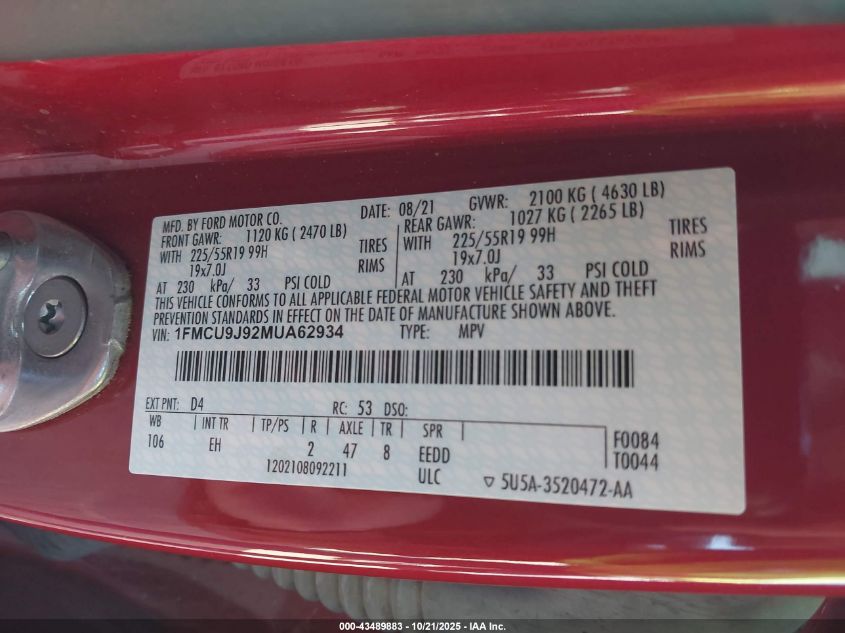 MFD. BY FORD MOTOR CO. DATE: 08/21 GVWR: 2100 KG ( 4630 LB)
FRONT GAWR: 1120 KG ( 2470 LB) REAR GAWR: 1027 KG ( 2265 LB)
WITH 225/55R19 99H TIRES WITH 225/55R19 99H TIRES
19x7.0J RIMS 19x7.0J RIMS
AT 230 kPa/ 33 PSI COLD AT 230 kPa/ 33 PSI COLD
THIS VEHICLE CONFORMS TO ALL APPLICABLE FEDERAL MOTOR VEHICLE SAFETY AND THEFT
PREVENTION STANDARDS IN EFFECT ON THE DATE OF MANUFACTURE SHOWN ABOVE.
VIN: 1FMCU9J92MUA62934 TYPE: MPV
EXT PNT: D4 RC: 53 DSO:
WB INT TR TP/PS R AXLE TR SPR
106 EH 2 47 8 EEDD
F0084
T0044
1202108092211 ULC ▽ 5U5A-3520472-AA
000-43489883 | 10/21/2025 - IAA Inc.